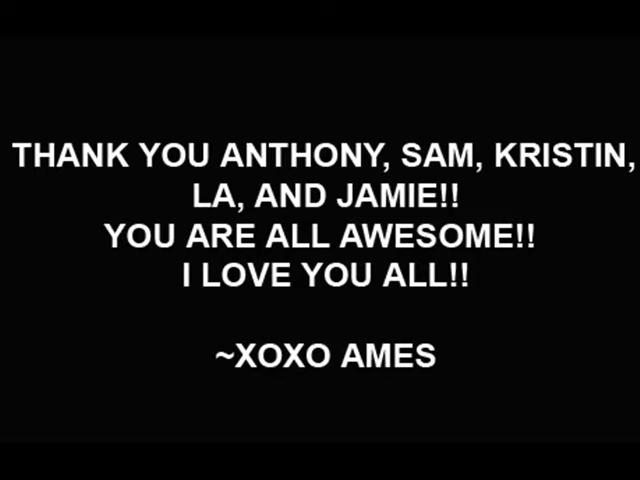 THANK YOU ANTHONY, SAM, KRISTIN,
LA, AND JAMIE!!
YOU ARE ALL AWESOME!!
I LOVE YOU ALL!!
~XOXO AMES